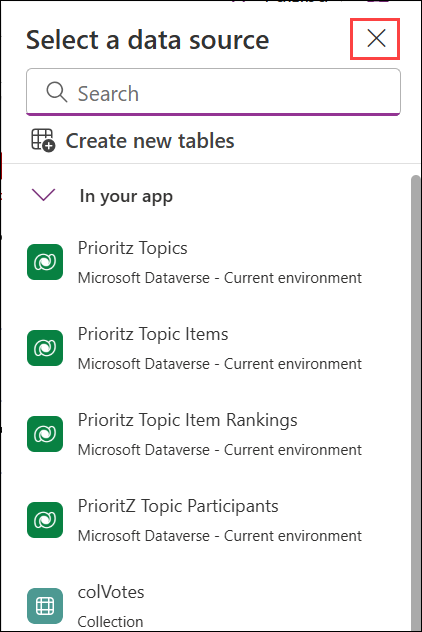 Select a data source
Search
Create new tables
In your app
Prioritz Topics
Microsoft Dataverse - Current environment
Prioritz Topic Items
Microsoft Dataverse - Current environment
Prioritz Topic Item Rankings
Microsoft Dataverse - Current environment
PrioritZ Topic Participants
Microsoft Dataverse - Current environment
colVotes
Collection